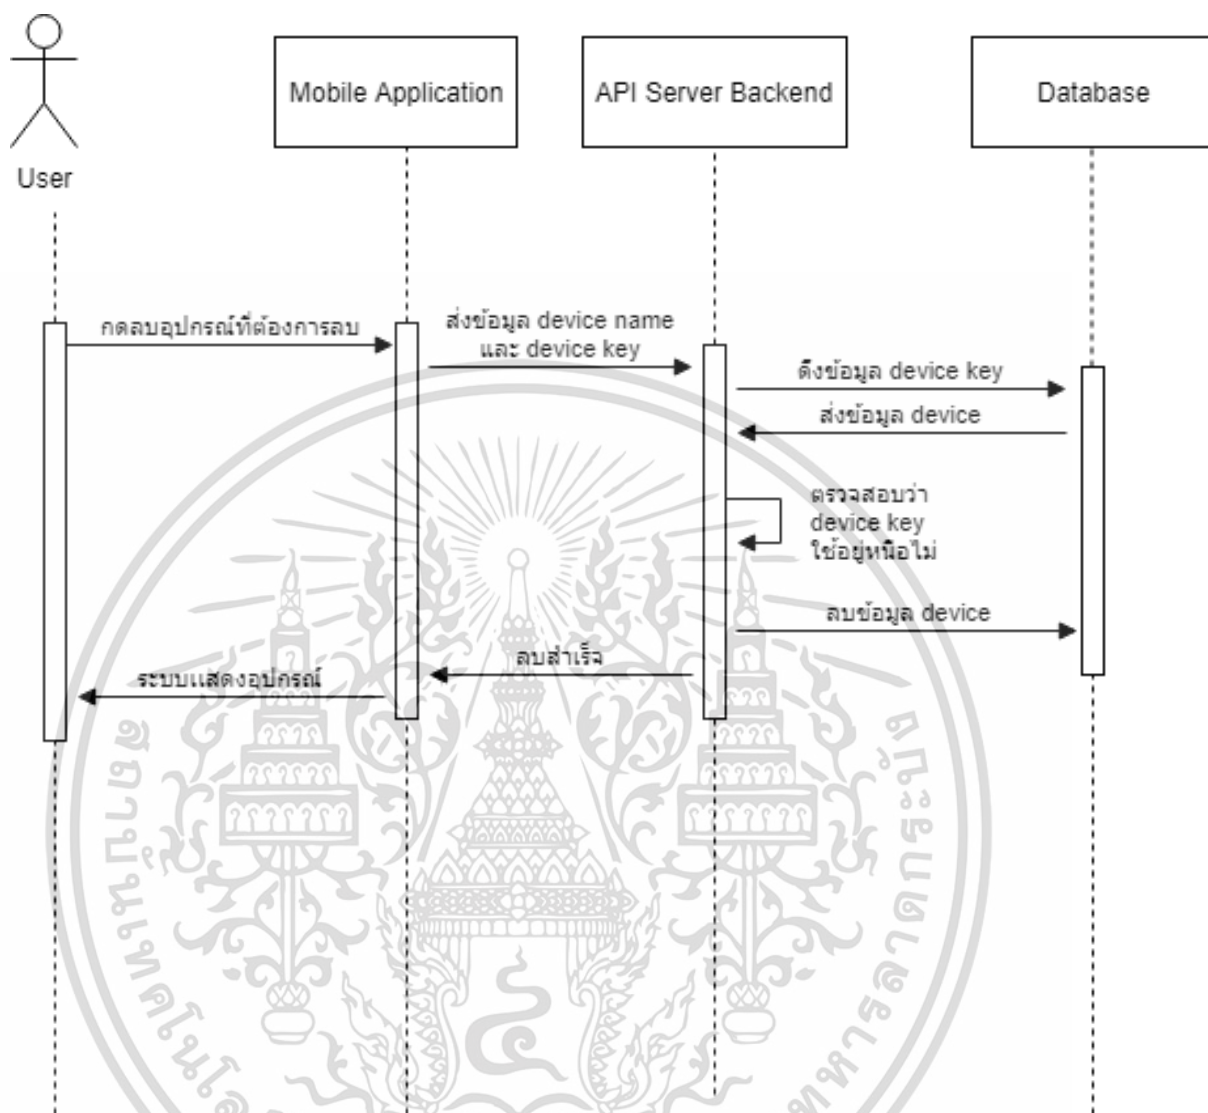 Mobile Application
API Server Backend
Database
User
กดลบอุปกรณ์ที่ต้องการลบ
ส่งข้อมูล device name
และ device key
ดึงข้อมูล device key
ส่งข้อมูล device
ตรวจสอบว่า
device key
ใช้อยู่หนือไม่
ลบข้อมูล device
ลบสำเร็จ
ระบบแสดงอุปกรณ์